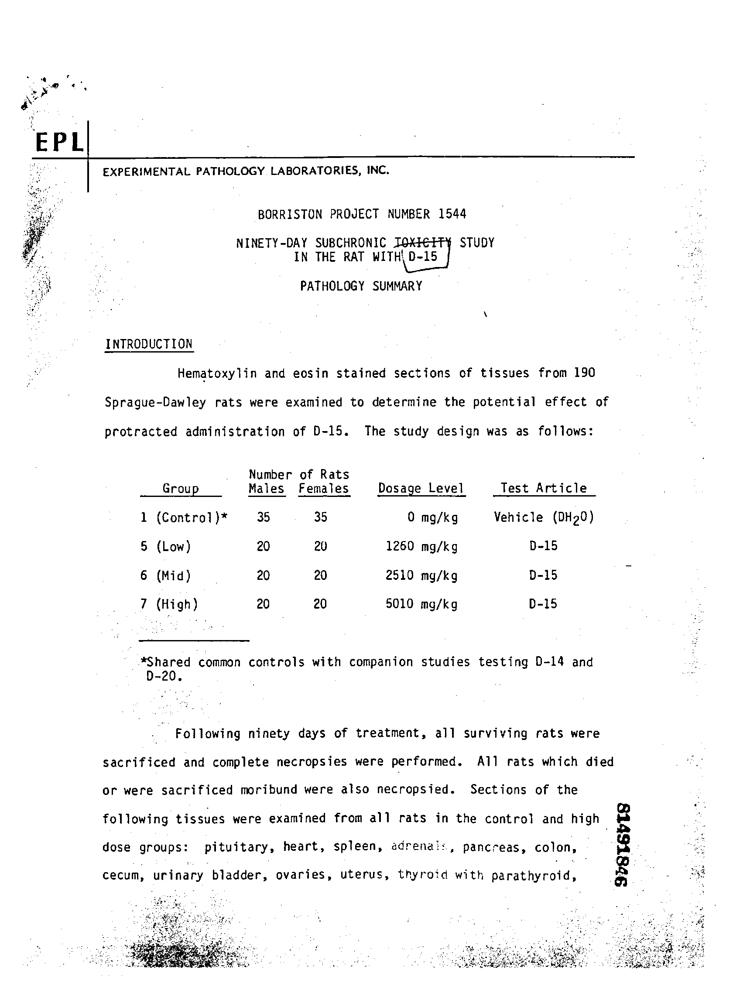 EPL
EXPERIMENTAL PATHOLOGY LABORATORIES, INC.
BORRISTON PROJECT NUMBER 1544
NINETY-DAY SUBCHRONIC TOXICITY STUDY
IN THE RAT WITH D-15
PATHOLOGY SUMMARY
INTRODUCTION
Hematoxylin and eosin stained sections of tissues from 190
Sprague-Dawley rats were examined to determine the potential effect of
protracted administration of D-15. The study design was as follows:
Number of Rats
Group Males Females Dosage Level Test Article
1 (Control)* 35 35 0 mg/kg Vehicle (DH2O)
5 (Low) 20 20 1260 mg/kg D-15
6 (Mid) 20 20 2510 mg/kg D-15
7 (High) 20 20 5010 mg/kg D-15
*Shared common controls with companion studies testing D-14 and
D-20.
Following ninety days of treatment, all surviving rats were
sacrificed and complete necropsies were performed. All rats which died
or were sacrificed moribund were also necropsied. Sections of the
following tissues were examined from all rats in the control and high
dose groups: pituitary, heart, spleen, adrenals, pancreas, colon,
cecum, urinary bladder, ovaries, uterus, thyroid with parathyroid,
81491846